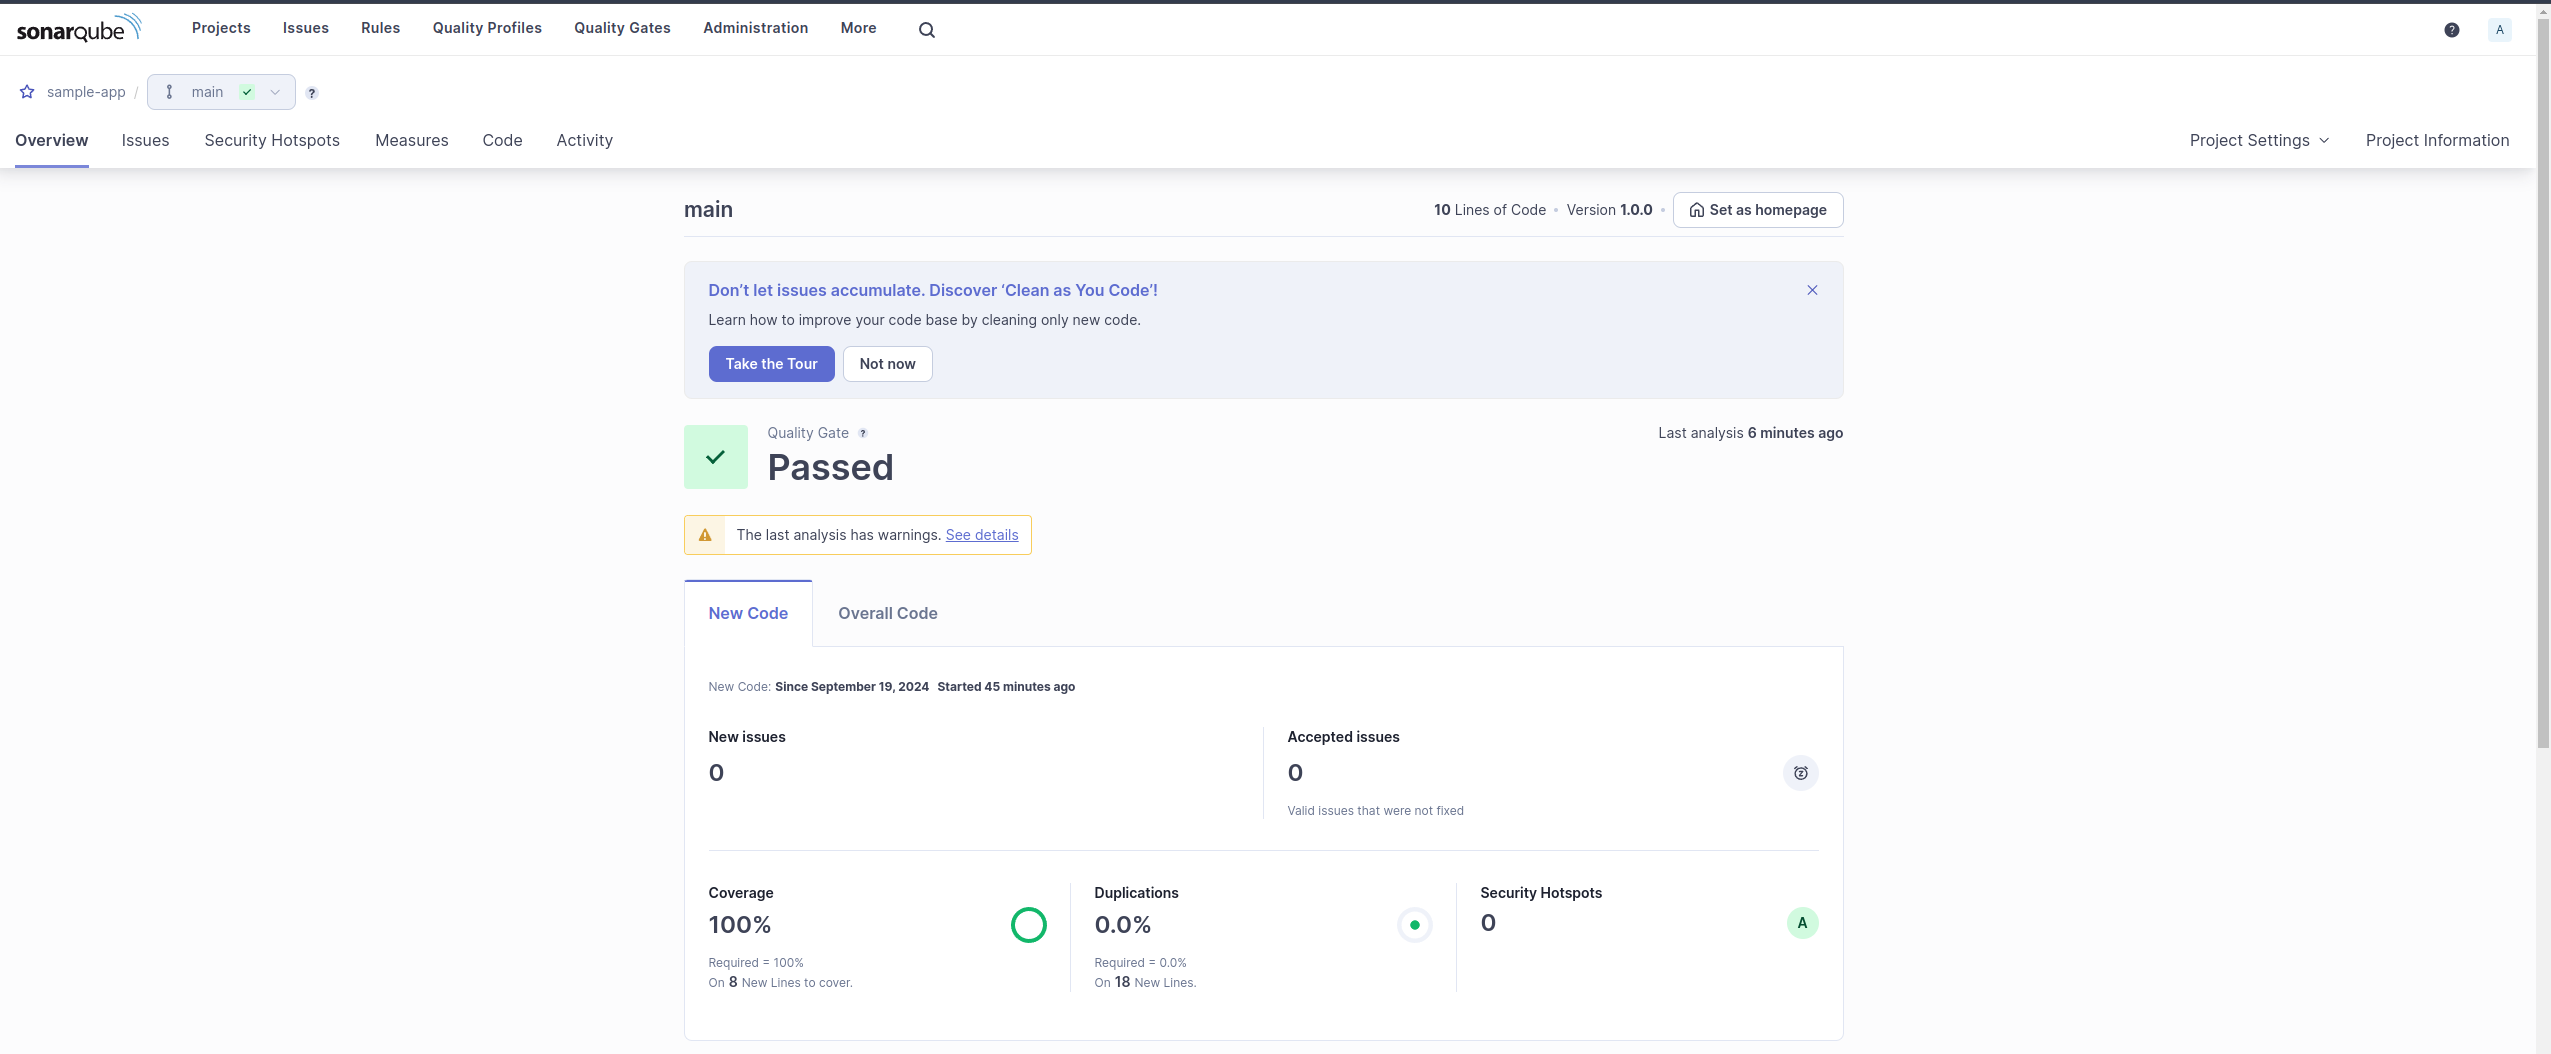 sonarqube Projects Issues Rules Quality Profiles Quality Gates Administration More ? A
sample-app / main ?
Overview Issues Security Hotspots Measures Code Activity Project Settings Project Information
main 10 Lines of Code • Version 1.0.0 • Set as homepage
Don’t let issues accumulate. Discover ‘Clean as You Code’!
Learn how to improve your code base by cleaning only new code.
Take the Tour Not now
Quality Gate ? Last analysis 6 minutes ago
Passed
The last analysis has warnings. See details
New Code Overall Code
New Code: Since September 19, 2024 Started 45 minutes ago
New issues Accepted issues
0 0
Valid issues that were not fixed
Coverage Duplications Security Hotspots
100% 0.0% 0 A
Required = 100% Required = 0.0%
On 8 New Lines to cover. On 18 New Lines.